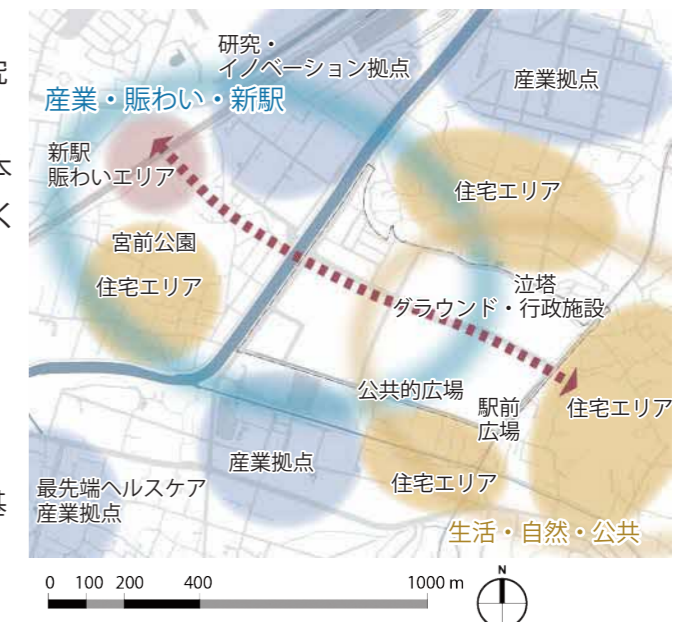 研究・
イノベーション拠点
産業拠点
産業・賑わい・新駅
新駅
賑わいエリア
住宅エリア
宮前公園
住宅エリア
泣塔
グラウンド・行政施設
公共的広場
駅前
広場
住宅エリア
産業拠点
住宅エリア
最先端ヘルスケア
産業拠点
生活・自然・公共
本
く
0 100 200 400 1000 m
N